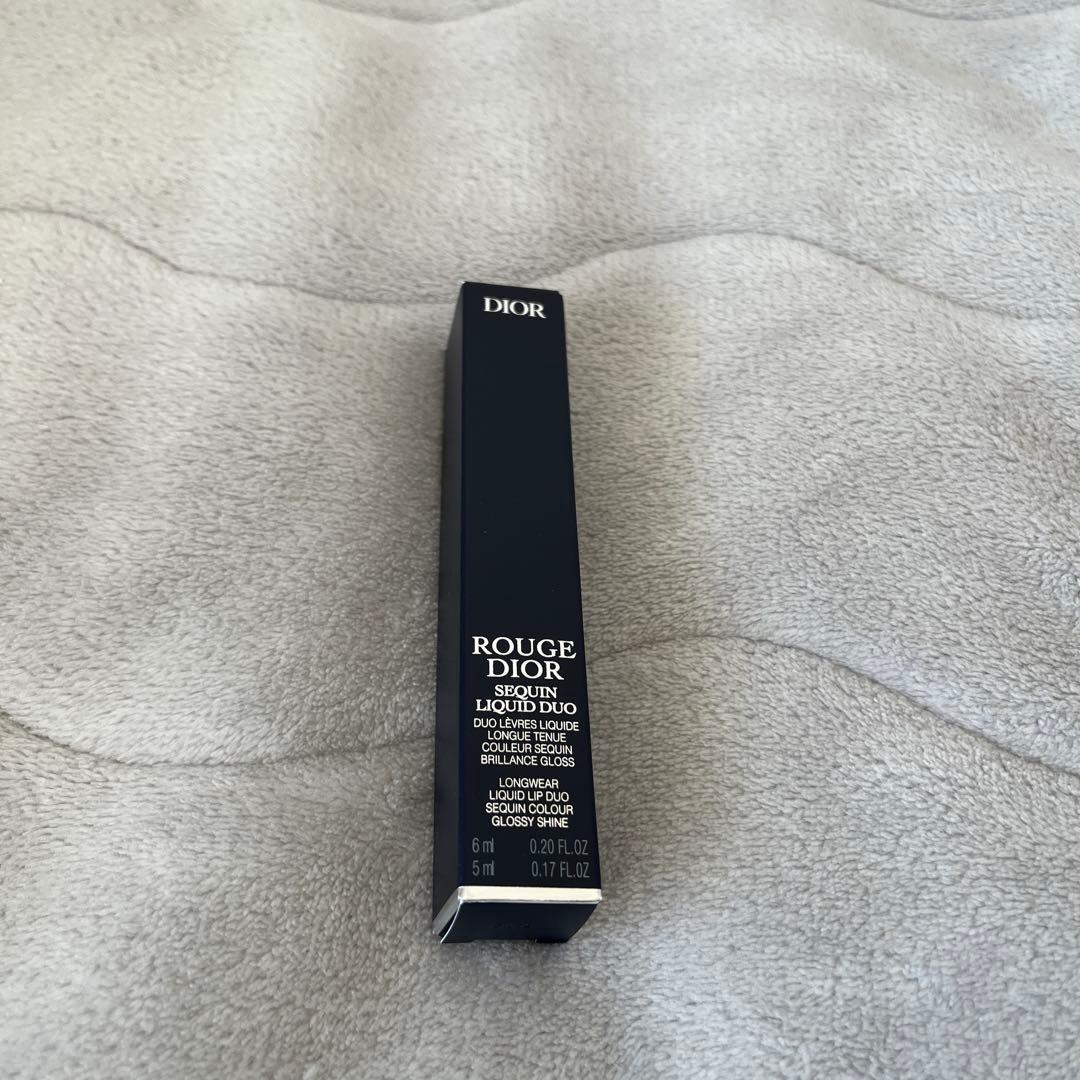 DIOR
ROUGE
DIOR
SEQUIN
LIQUID DUO
DUO LÈVRES LIQUIDE
LONGUE TENUE
COULEUR SEQUIN
BRILLANCE GLOSS
LONGWEAR
LIQUID LIP DUO
SEQUIN COLOUR
GLOSSY SHINE
6 ml 0.20 FL.OZ
5 ml 0.17 FL.OZ